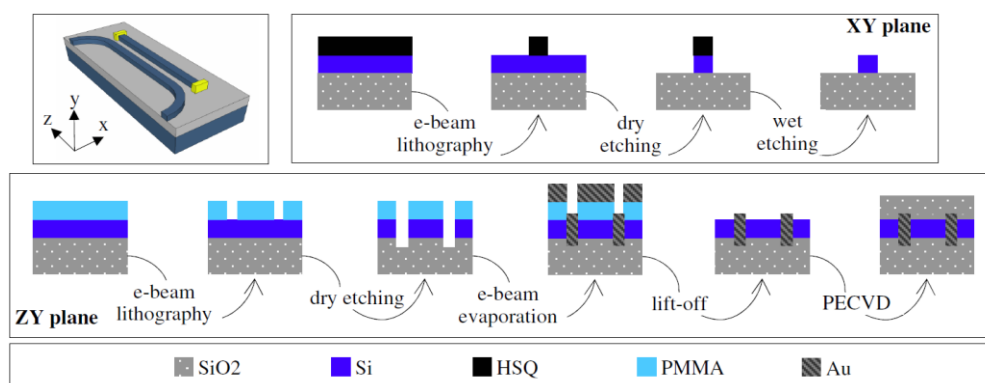 XY plane
y
z
x
e-beam
lithography
dry
etching
wet
etching
e-beam
lithography
dry etching
e-beam
evaporation
lift-off
PECVD
ZY plane
SiO2
Si
HSQ
PMMA
Au